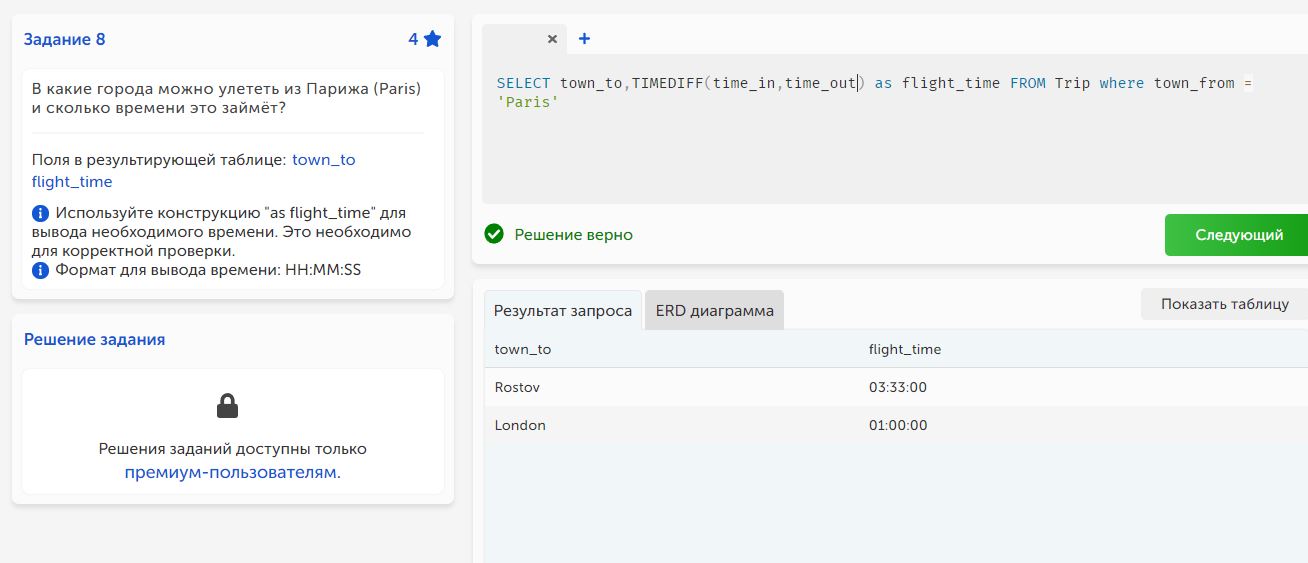 Задание 8
4
В какие города можно улететь из Парижа (Paris)
и сколько времени это займёт?
Поля в результирующей таблице: town_to
flight_time
Используйте конструкцию "as flight_time" для
вывода необходимого времени. Это необходимо
для корректной проверки.
Формат для вывода времени: HH:MM:SS
Решение задания
Решения заданий доступны только
премиум-пользователям.
SELECT town_to,TIMEDIFF(time_in,time_out) as flight_time FROM Trip where town_from =
'Paris'
Решение верно
Следующий
Результат запроса
ERD диаграмма
Показать таблицу
town_to flight_time
Rostov 03:33:00
London 01:00:00